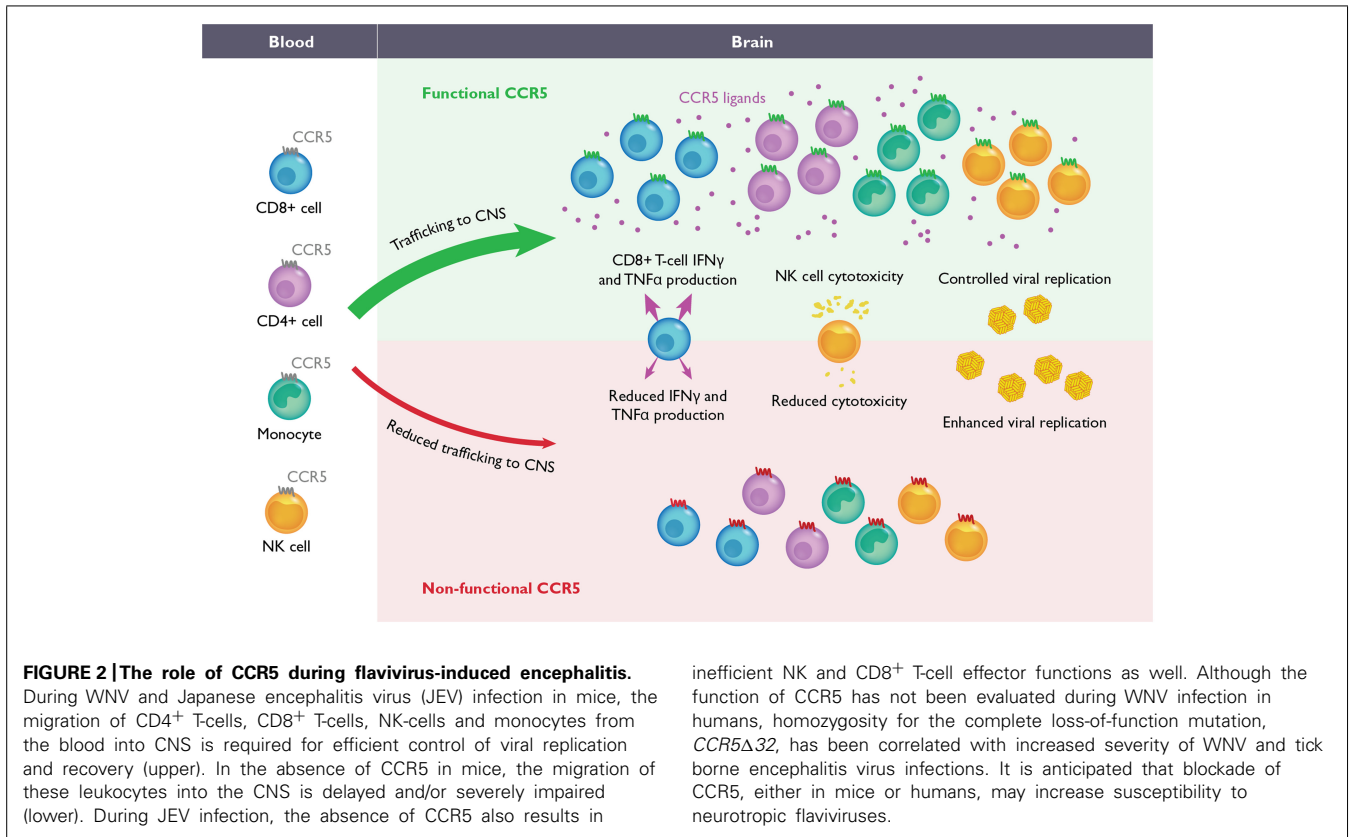 Blood
Brain
Functional CCR5
CCR5 ligands
CCR5
CD8+ cell
CCR5
CD4+ cell
CCR5
Monocyte
CCR5
NK cell
Trafficking to CNS
CD8+ T-cell IFNγ
and TNFα production
NK cell cytotoxicity
Controlled viral replication
Reduced IFNγ and
TNFα production
Reduced cytotoxicity
Enhanced viral replication
Reduced trafficking to CNS
Non-functional CCR5
FIGURE 2 | The role of CCR5 during flavivirus-induced encephalitis.
During WNV and Japanese encephalitis virus (JEV) infection in mice, the
migration of CD4+ T-cells, CD8+ T-cells, NK-cells and monocytes from
the blood into CNS is required for efficient control of viral replication
and recovery (upper). In the absence of CCR5 in mice, the migration of
these leukocytes into the CNS is delayed and/or severely impaired
(lower). During JEV infection, the absence of CCR5 also results in
inefficient NK and CD8+ T-cell effector functions as well. Although the
function of CCR5 has not been evaluated during WNV infection in
humans, homozygosity for the complete loss-of-function mutation,
CCR5Δ32, has been correlated with increased severity of WNV and tick
borne encephalitis virus infections. It is anticipated that blockade of
CCR5, either in mice or humans, may increase susceptibility to
neurotropic flaviviruses.